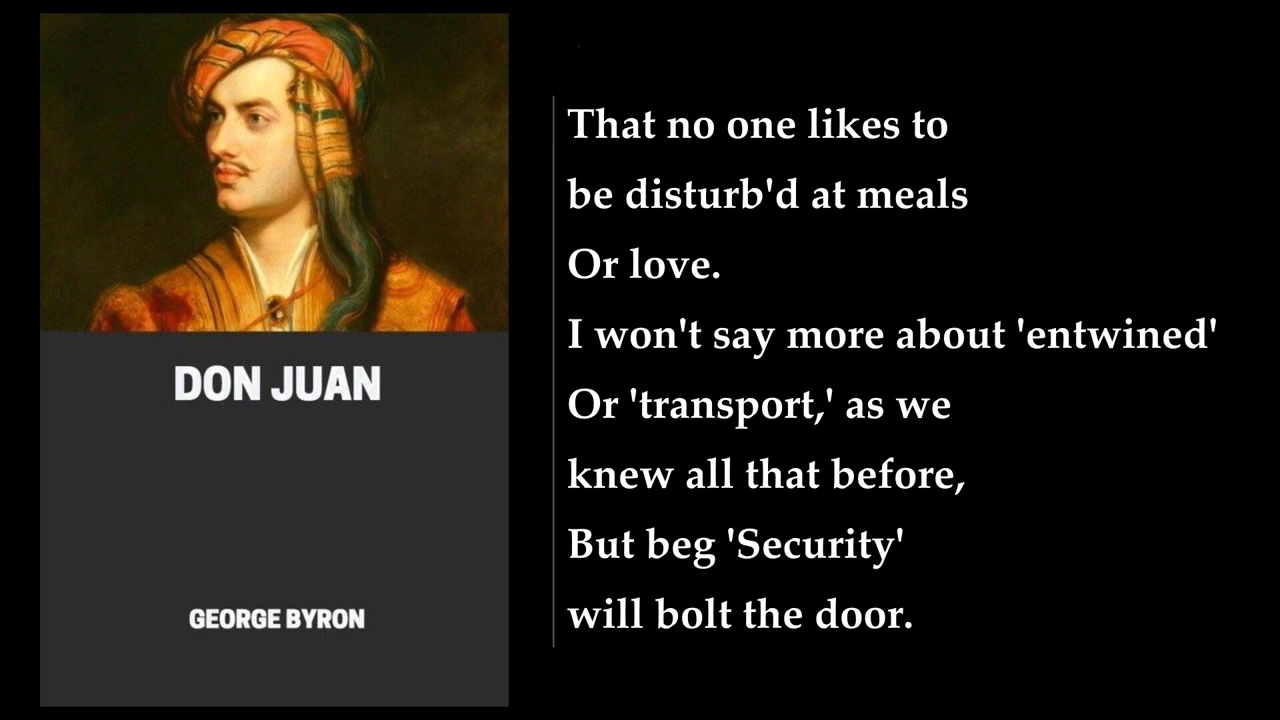 DON JUAN
GEORGE BYRON
That no one likes to
be disturb'd at meals
Or love.
I won't say more about 'entwined'
Or 'transport,' as we
knew all that before,
But beg 'Security'
will bolt the door.